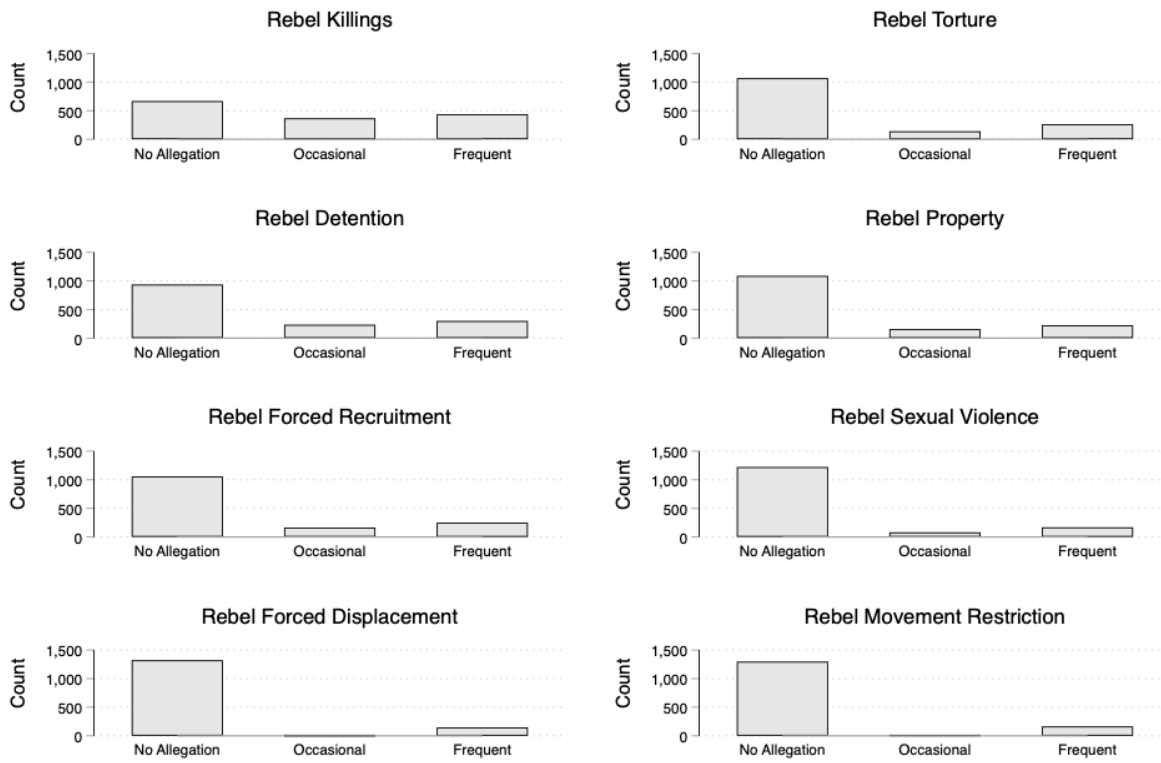 Rebel Killings
Count
1,500
1,000
500
0
No Allegation Occasional Frequent
Rebel Torture
Count
1,500
1,000
500
0
No Allegation Occasional Frequent
Rebel Detention
Count
1,500
1,000
500
0
No Allegation Occasional Frequent
Rebel Property
Count
1,500
1,000
500
0
No Allegation Occasional Frequent
Rebel Forced Recruitment
Count
1,500
1,000
500
0
No Allegation Occasional Frequent
Rebel Sexual Violence
Count
1,500
1,000
500
0
No Allegation Occasional Frequent
Rebel Forced Displacement
Count
1,500
1,000
500
0
No Allegation Occasional Frequent
Rebel Movement Restriction
Count
1,500
1,000
500
0
No Allegation Occasional Frequent